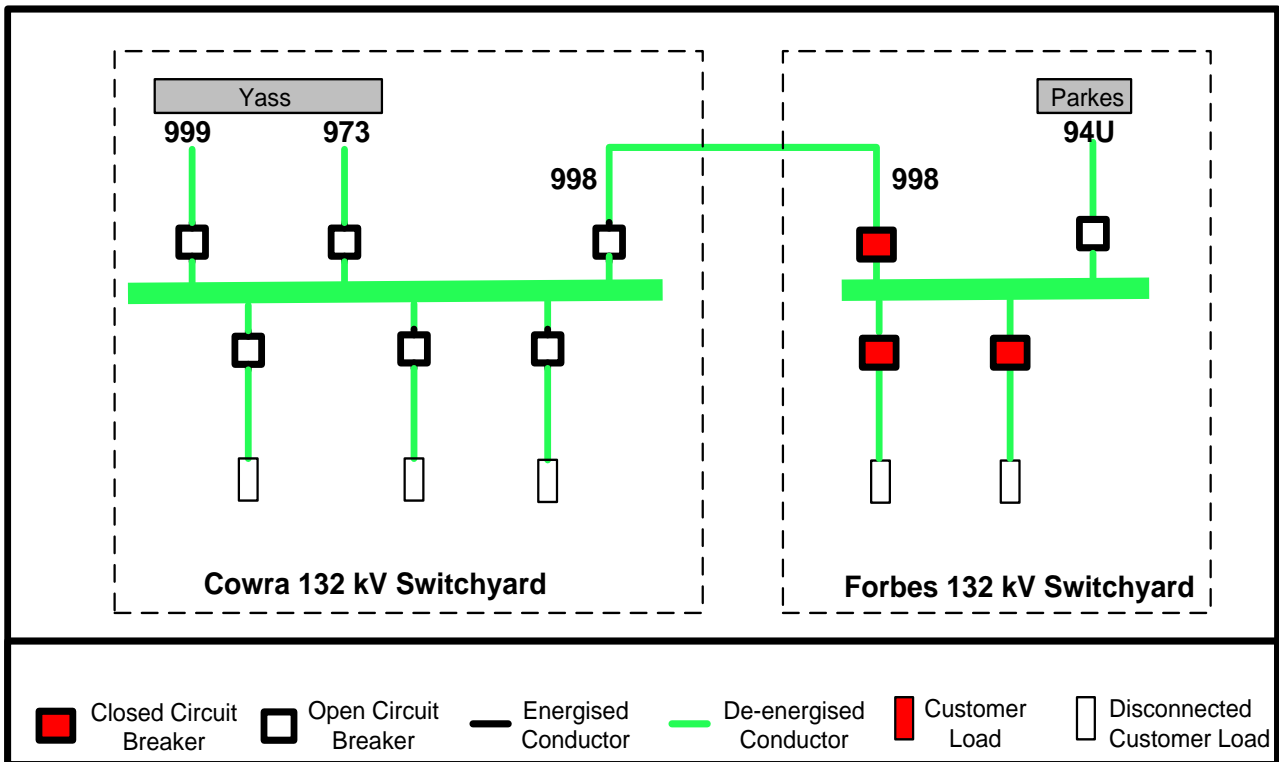 Yass
Parkes
999
973
94U
998
998
Cowra 132 kV Switchyard
Forbes 132 kV Switchyard
Closed Circuit
Breaker
Open Circuit
Breaker
Energised
Conductor
De-energised
Conductor
Customer
Load
Disconnected
Customer Load